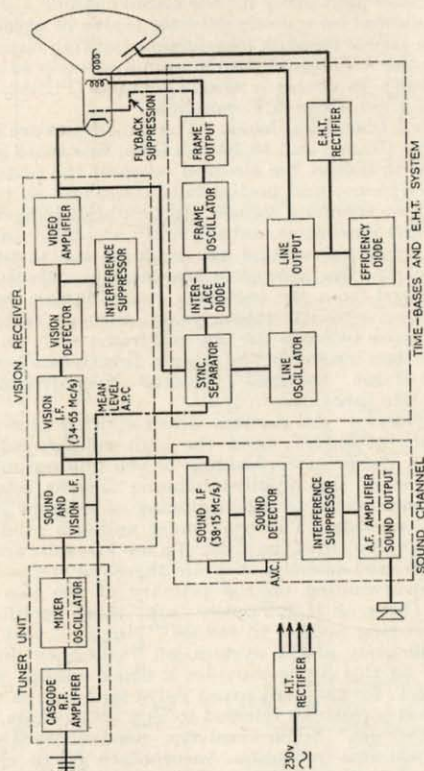 TUNER UNIT
CASCODE
R.F.
AMPLIFIER
MIXER
OSCILLATOR
VISION RECEIVER
SOUND
AND
VISION I.F.
VISION
I.F.
(34·65 Mc/s)
VISION
DETECTOR
VIDEO
AMPLIFIER
INTERFERENCE
SUPPRESSOR
MEAN
LEVEL
A.P.C
FLYBACK
SUPPRESSION
FRAME
OUTPUT
FRAME
OSCILLATOR
INTER-
LACE
DIODE
SYNC.
SEPARATOR
E.H.T.
RECTIFIER
LINE
OUTPUT
EFFICIENCY
DIODE
LINE
OSCILLATOR
TIME-BASES AND E.H.T. SYSTEM
SOUND I.F
(38·15 Mc/s)
SOUND
DETECTOR
A.V.C.
INTERFERENCE
SUPPRESSOR
A.F. AMPLIFIER
SOUND OUTPUT
SOUND CHANNEL
230v
H.T.
RECTIFIER